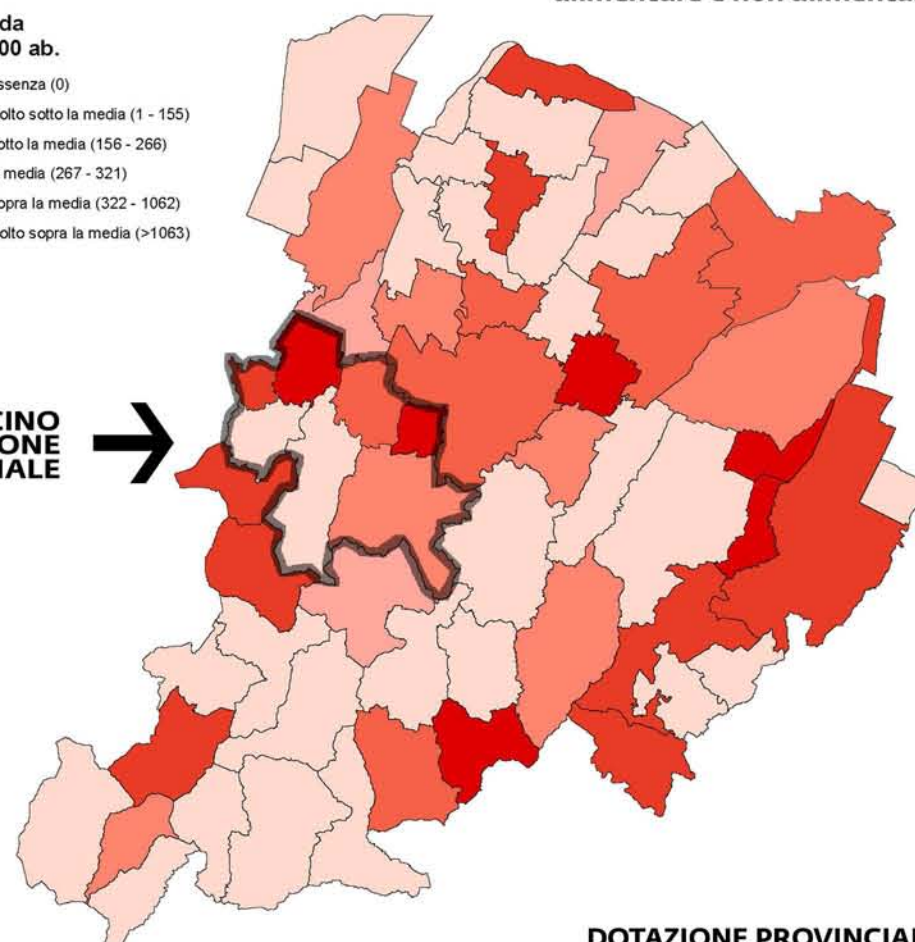 da
00 ab.
ssenza (0)
olto sotto la media (1 - 155)
otto la media (156 - 266)
media (267 - 321)
opra la media (322 - 1062)
olto sopra la media (>1063)
CINO
ONE
IALE
DOTAZIONE PROVINCIAL